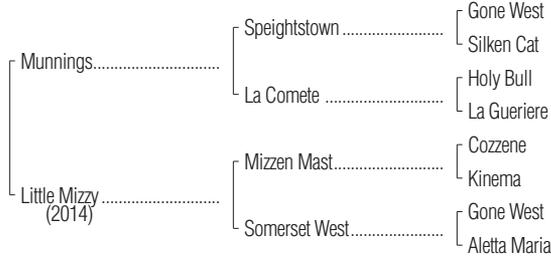 Gone West
Speightstown
Silken Cat
Munnings
Holy Bull
La Comete
La Gueriere
Cozzene
Mizzen Mast
Kinema
Little Mizzy
(2014)
Gone West
Somerset West
Aletta Maria